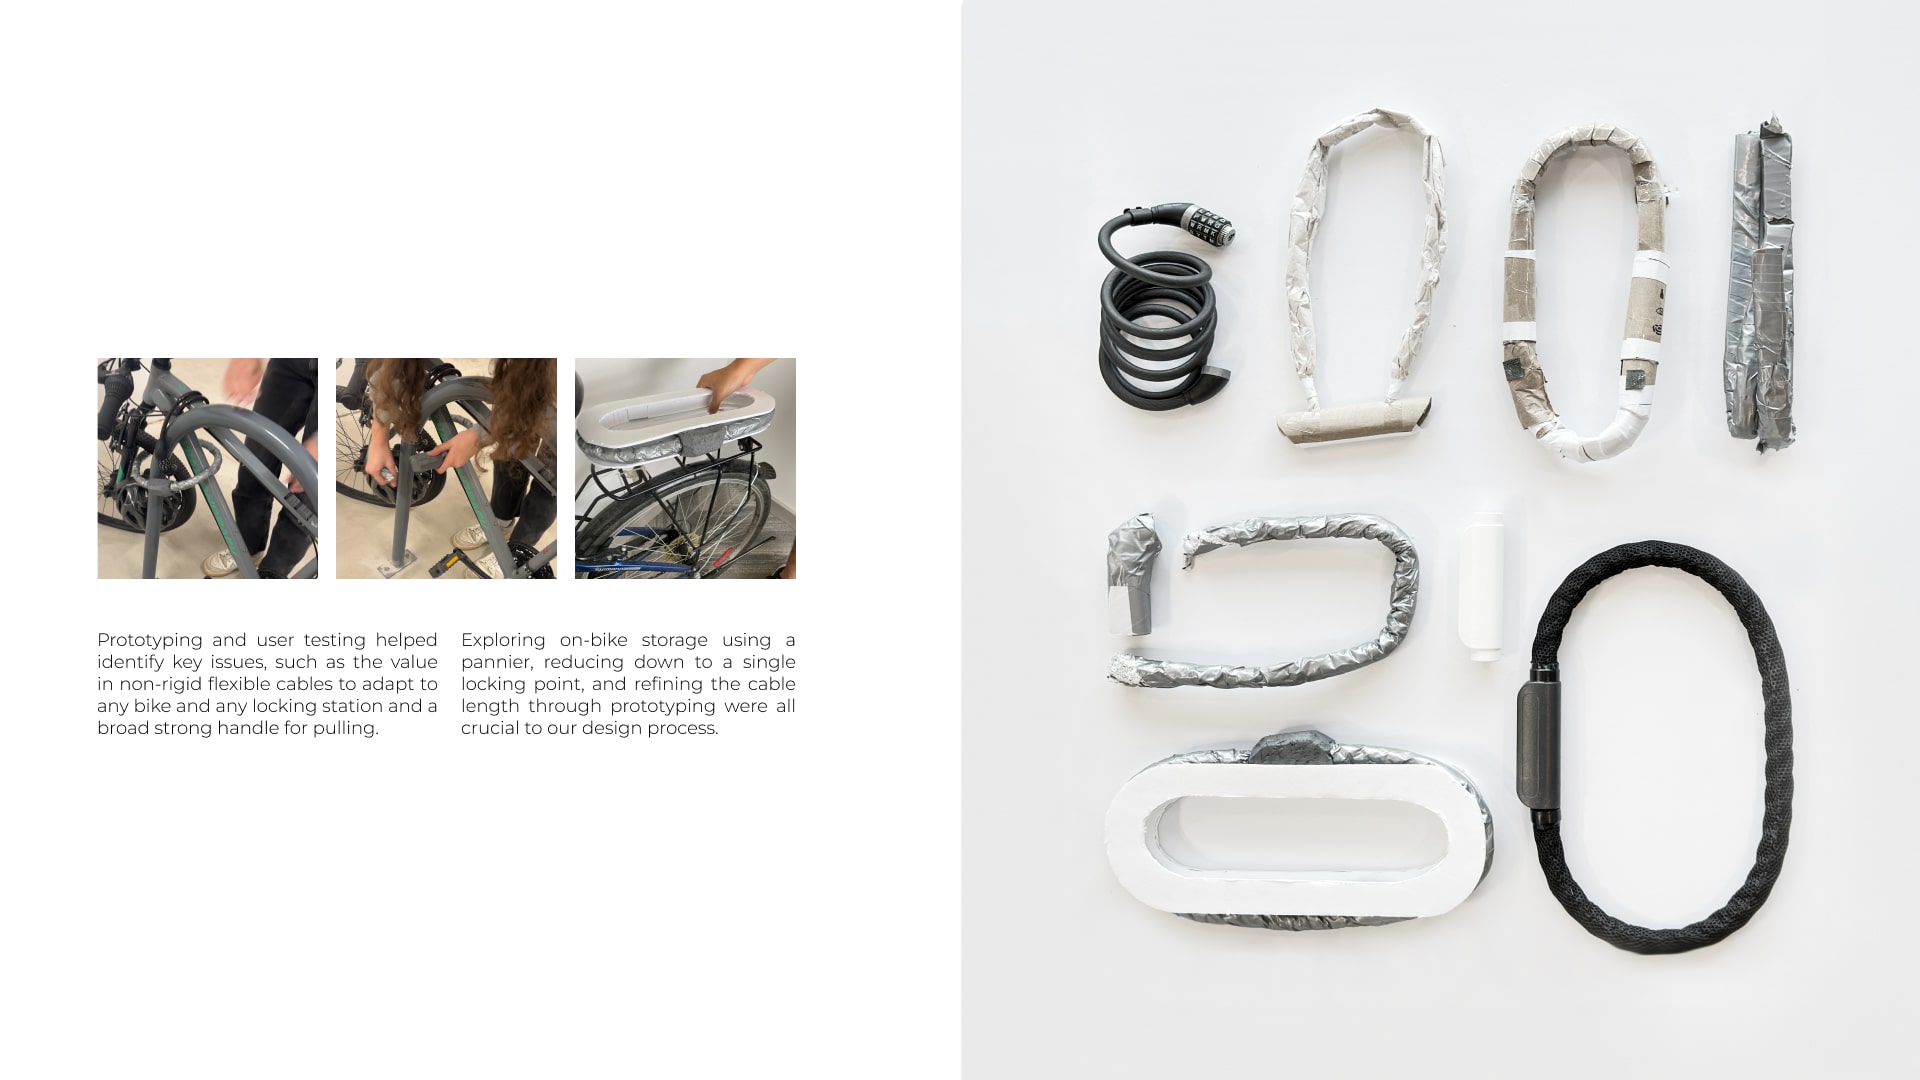 Prototyping and user testing helped
identify key issues, such as the value
in non-rigid flexible cables to adapt to
any bike and any locking station and a
broad strong handle for pulling.
Exploring on-bike storage using a
pannier, reducing down to a single
locking point, and refining the cable
length through prototyping were all
crucial to our design process.